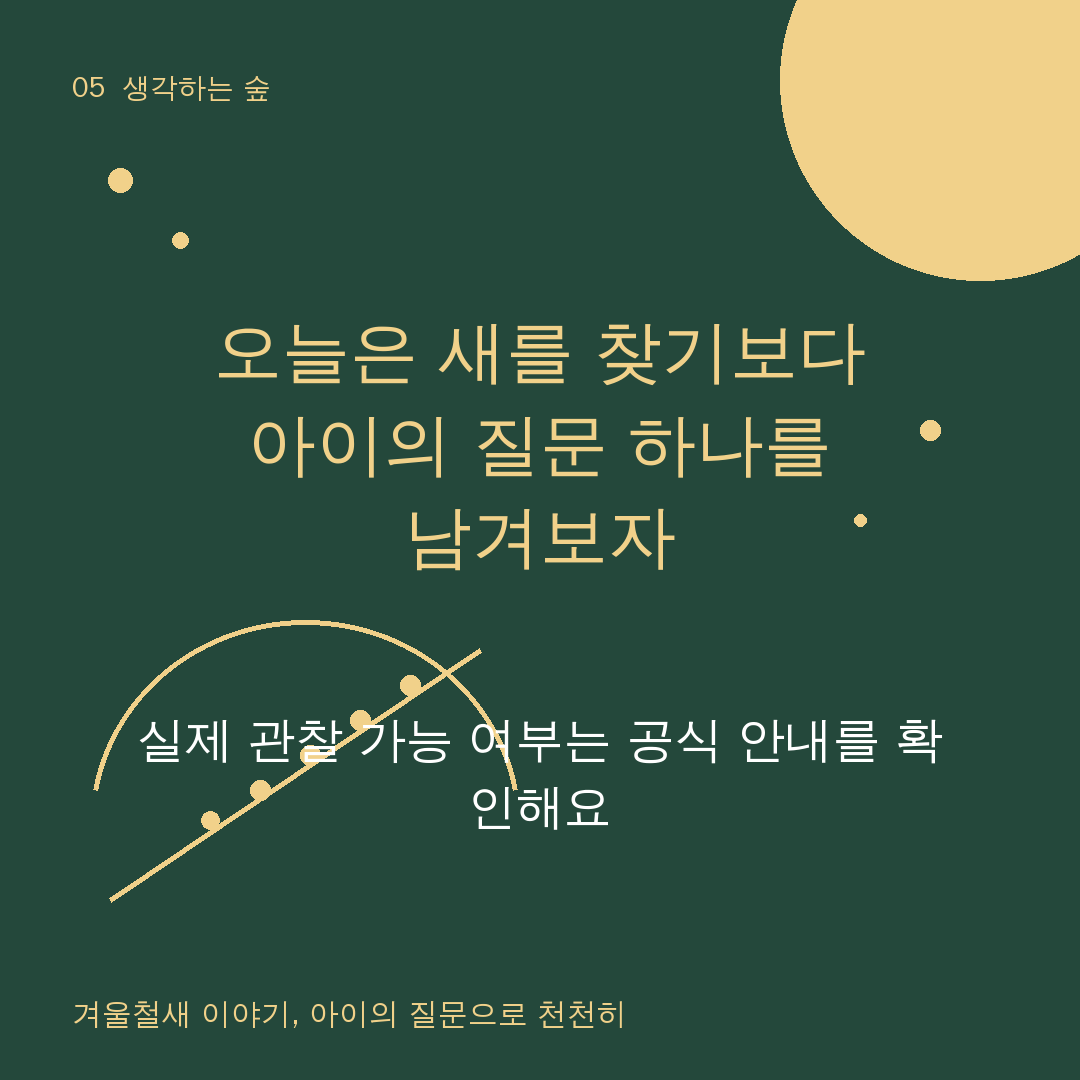 05 생각하는 숲
오늘은 새를 찾기보다
아이의 질문 하나를
남겨보자
실제 관찰 가능 여부는 공식 안내를 확
인해요
겨울철새 이야기, 아이의 질문으로 천천히